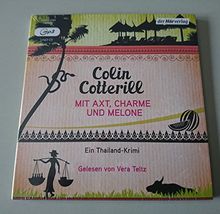 der Hörverlag
Colin
Cotterill
MIT AXT, CHARME
UND MELONE
Ein Thailand-Krimi
Gelesen von Vera Teltz